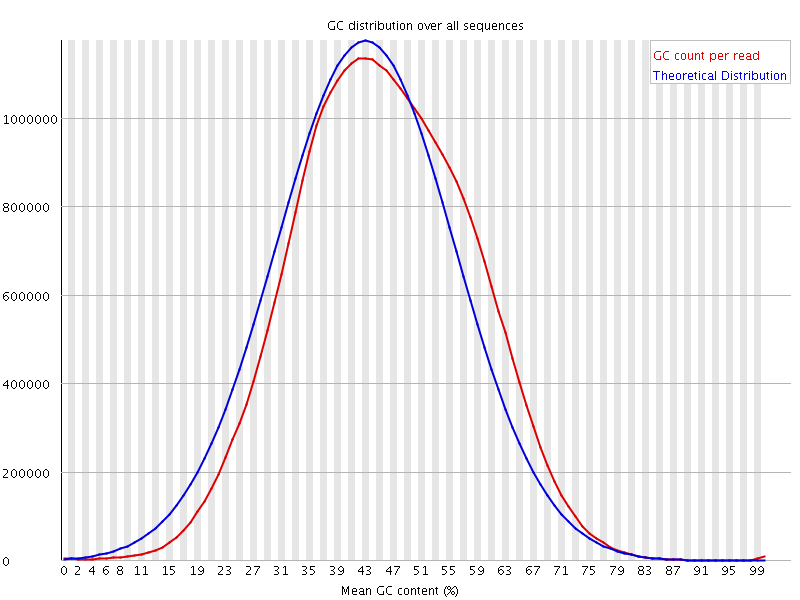 GC distribution over all sequences
GC count per read
Theoretical Distribution
1000000
800000
600000
400000
200000
0
0 2 4 6 8 11 15 19 23 27 31 35 39 43 47 51 55 59 63 67 71 75 79 83 87 91 95 99
Mean GC content (%)